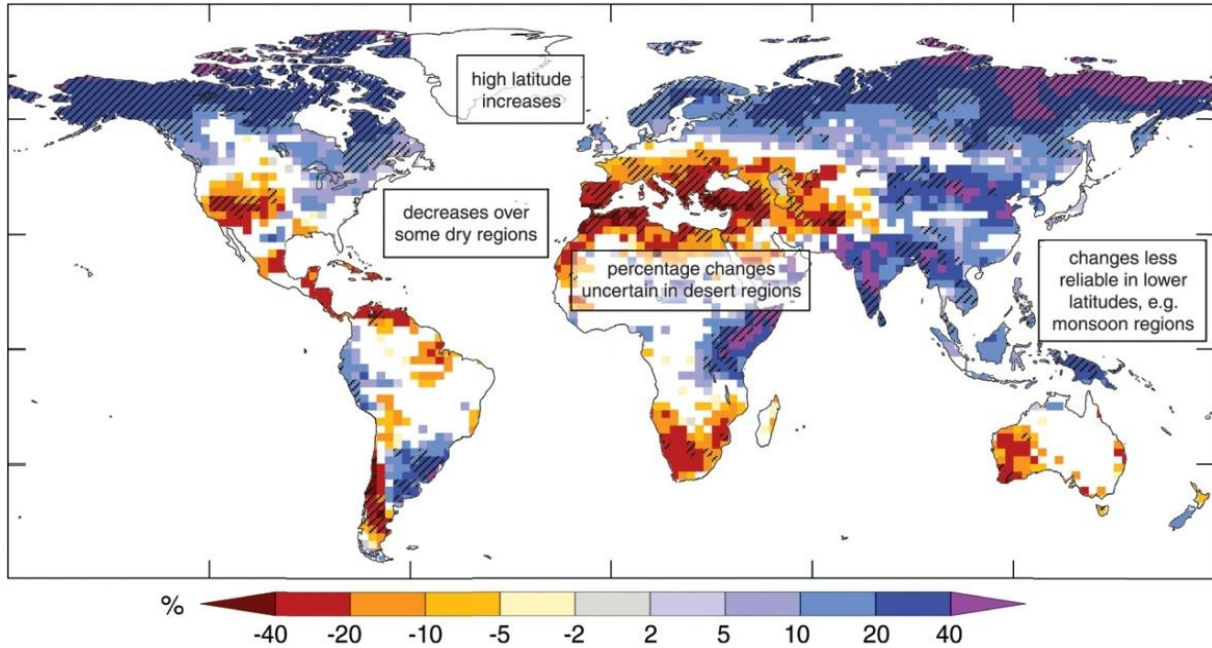 high latitude
increases
decreases over
some dry regions
percentage changes
uncertain in desert regions
changes less
reliable in lower
latitudes, e.g.
monsoon regions
%
-40 -20 -10 -5 -2 2 5 10 20 40